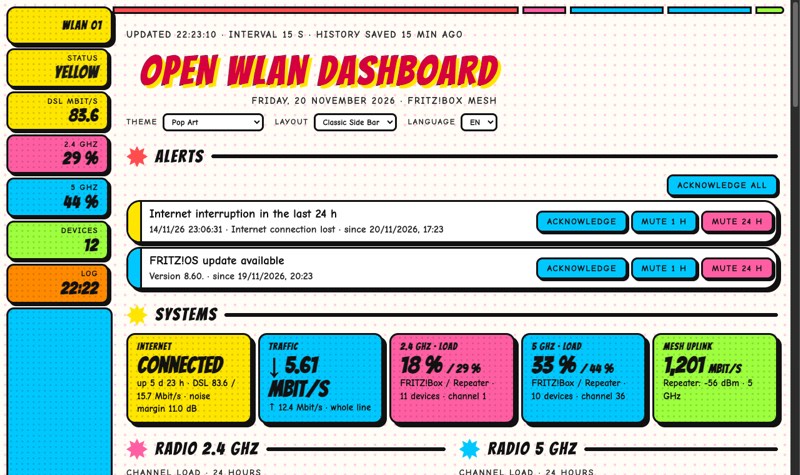 WLAN 01
STATUS
YELLOW
DSL MBIT/S
83.6
2.4 GHZ
29 %
5 GHZ
44 %
DEVICES
12
LOG
22:22
UPDATED 22:23:10 · INTERVAL 15 S · HISTORY SAVED 15 MIN AGO
OPEN WLAN DASHBOARD
FRIDAY, 20 NOVEMBER 2026 · FRITZ!BOX MESH
THEME Pop Art LAYOUT Classic Side Bar LANGUAGE EN
ALERTS
ACKNOWLEDGE ALL
Internet interruption in the last 24 h
14/11/26 23:06:31 · Internet connection lost · since 20/11/2026, 17:23
ACKNOWLEDGE MUTE 1 H MUTE 24 H
FRITZ!OS update available
Version 8.60. · since 19/11/2026, 20:23
ACKNOWLEDGE MUTE 1 H MUTE 24 H
SYSTEMS
INTERNET
CONNECTED
up 5 d 23 h · DSL 83.6 /
15.7 Mbit/s · noise
margin 11.0 dB
TRAFFIC
↓ 5.61
MBIT/S
↑ 12.4 Mbit/s · whole line
2.4 GHZ · LOAD
18 % / 29 %
FRITZ!Box / Repeater ·
11 devices · channel 1
5 GHZ · LOAD
33 % / 44 %
FRITZ!Box / Repeater ·
10 devices · channel 36
MESH UPLINK
1,201 MBIT/S
Repeater: -56 dBm · 5
GHz
RADIO 2.4 GHZ
CHANNEL LOAD · 24 HOURS
RADIO 5 GHZ
CHANNEL LOAD · 24 HOURS